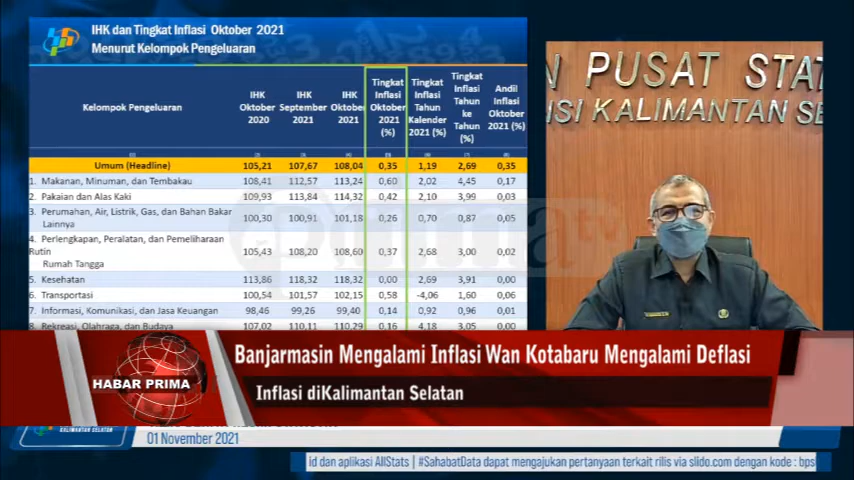 IHK dan Tingkat Inflasi Oktober 2021
Menurut Kelompok Pengeluaran
Kelompok Pengeluaran | IHK Oktober 2020 | IHK September 2021 | IHK Oktober 2021 | Tingkat Inflasi Oktober 2021 (%) | Tingkat Inflasi Tahun Kalender 2021 (%) | Tingkat Inflasi Tahun ke Tahun (%) | Andil Inflasi Oktober 2021 (%)
Umum (Headline) 105,21 107,67 108,04 0,35 1,19 2,69 0,35
1. Makanan, Minuman, dan Tembakau 108,41 112,57 113,24 0,60 2,02 4,45 0,17
2. Pakaian dan Alas Kaki 109,93 113,84 114,32 0,42 2,10 3,99 0,03
3. Perumahan, Air, Listrik, Gas, dan Bahan Bakar
Lainnya 100,30 100,91 101,18 0,26 0,70 0,87 0,05
4. Perlengkapan, Peralatan, dan Pemeliharaan
Rutin
Rumah Tangga 105,43 108,20 108,60 0,37 2,68 3,00 0,02
5. Kesehatan 113,86 118,32 118,32 0,00 2,69 3,91 0,00
6. Transportasi 100,54 101,57 102,15 0,58 -4,06 1,60 0,06
7. Informasi, Komunikasi, dan Jasa Keuangan 98,46 99,26 99,40 0,14 0,92 0,96 0,01
8. Rekreasi, Olahraga, dan Budaya 107,02 110,11 110,29 0,16 4,18 3,05 0,00
N PUSAT STAT
NSI KALIMANTAN SE
Banjarmasin Mengalami Inflasi Wan Kotabaru Mengalami Deflasi
HABAR PRIMA
Inflasi diKalimantan Selatan
KALIMANTAN SELATAN
01 November 2021
id dan aplikasi AllStats | #SahabatData dapat mengajukan pertanyaan terkait rilis via slido.com dengan kode : bps